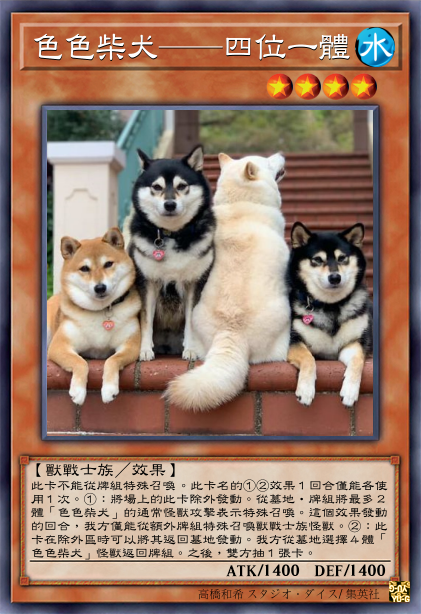 色色柴犬──四位一體
水
【獸戰士族／效果】
此卡不能從牌組特殊召喚。此卡名的①②效果1回合僅能各使
用1次。①：將場上的此卡除外發動。從墓地・牌組將最多2
體「色色柴犬」的通常怪獸攻擊表示特殊召喚。這個效果發動
的回合，我方僅能從額外牌組特殊召喚獸戰士族怪獸。②：此
卡在除外區時可以將其返回墓地發動。我方從墓地選擇4體「
色色柴犬」怪獸返回牌組。之後，雙方抽1張卡。
ATK/1400 DEF/1400
高橋和希 スタジオ・ダイス/ 集英社